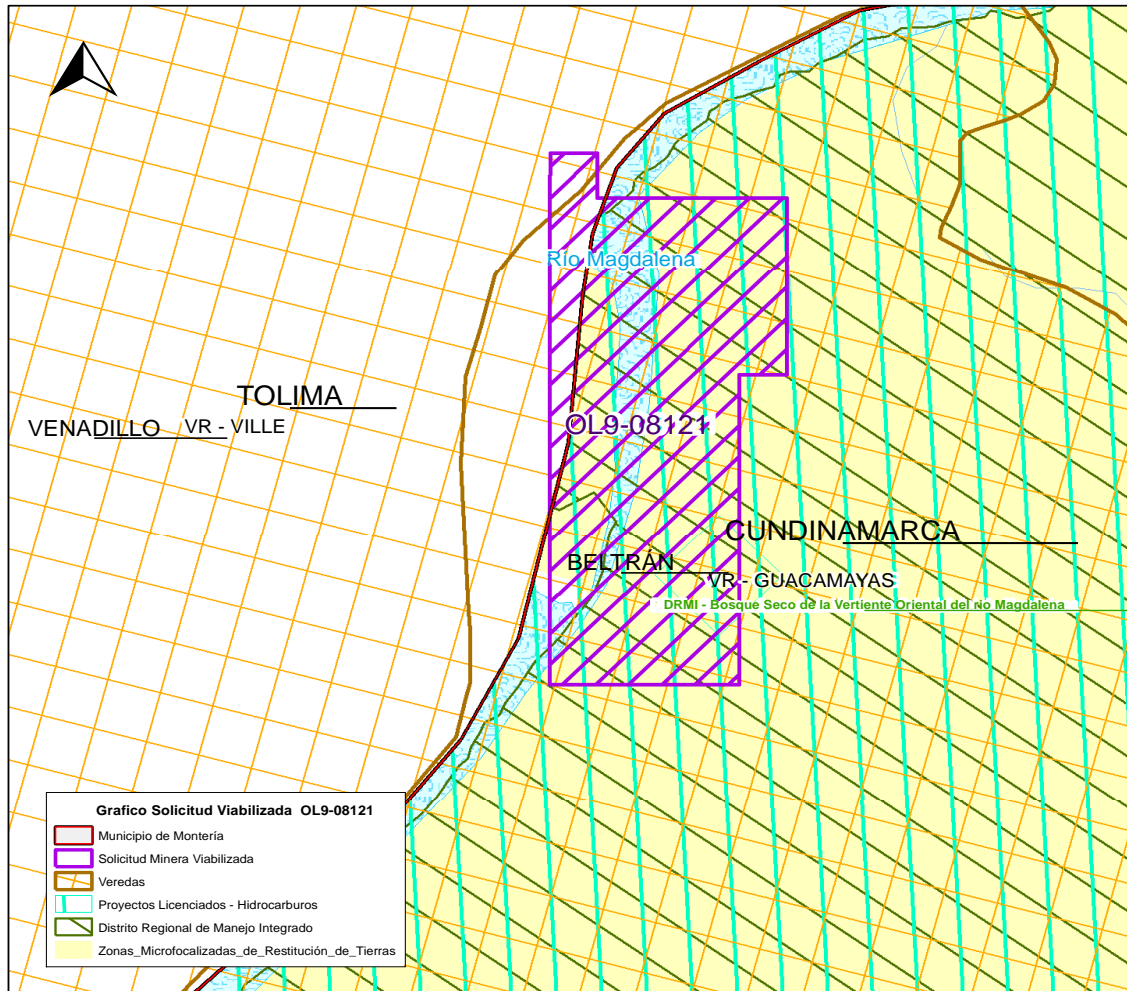 Río Magdalena
TOLIMA
VENADILLO VR - VILLE
OL9-08121
CUNDINAMARCA
BELTRÁN
VR - GUACAMAYAS
DRMI - Bosque Seco de la Vertiente Oriental del río Magdalena
Grafico Solicitud Viabilizada OL9-08121
Municipio de Montería
Solicitud Minera Viabilizada
Veredas
Proyectos Licenciados - Hidrocarburos
Distrito Regional de Manejo Integrado
Zonas_Microfocalizadas_de_Restitución_de_Tierras